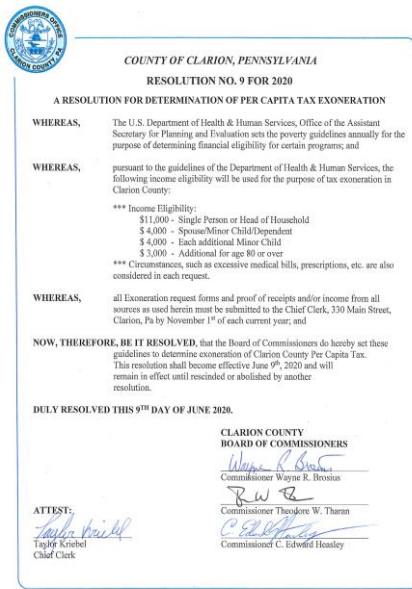 COMMISSIONERS OFFICE
CLARION COUNTY, PA
COUNTY OF CLARION, PENNSYLVANIA
RESOLUTION NO. 9 FOR 2020
A RESOLUTION FOR DETERMINATION OF PER CAPITA TAX EXONERATION
WHEREAS, The U.S. Department of Health & Human Services, Office of the Assistant
Secretary for Planning and Evaluation sets the poverty guidelines annually for the
purpose of determining financial eligibility for certain programs; and
WHEREAS, pursuant to the guidelines of the Department of Health & Human Services, the
following income eligibility will be used for the purpose of tax exoneration in
Clarion County:
*** Income Eligibility:
$11,000 - Single Person or Head of Household
$ 4,000 - Spouse/Minor Child/Dependent
$ 4,000 - Each additional Minor Child
$ 3,000 - Additional for age 80 or over
*** Circumstances, such as excessive medical bills, prescriptions, etc. are also
considered in each request.
WHEREAS, all Exoneration request forms and proof of receipts and/or income from all
sources as used herein must be submitted to the Chief Clerk, 330 Main Street,
Clarion, Pa by November 1st of each current year; and
NOW, THEREFORE, BE IT RESOLVED, that the Board of Commissioners do hereby set these
guidelines to determine exoneration of Clarion County Per Capita Tax.
This resolution shall become effective June 9th, 2020 and will
remain in effect until rescinded or abolished by another
resolution.
DULY RESOLVED THIS 9TH DAY OF JUNE 2020.
CLARION COUNTY
BOARD OF COMMISSIONERS
Wayne R. Brosius
Commissioner Wayne R. Brosius
Commissioner Theodore W. Tharan
C. Edward Heasley
Commissioner C. Edward Heasley
ATTEST:
Taylor Kriebel
Taylor Kriebel
Chief Clerk